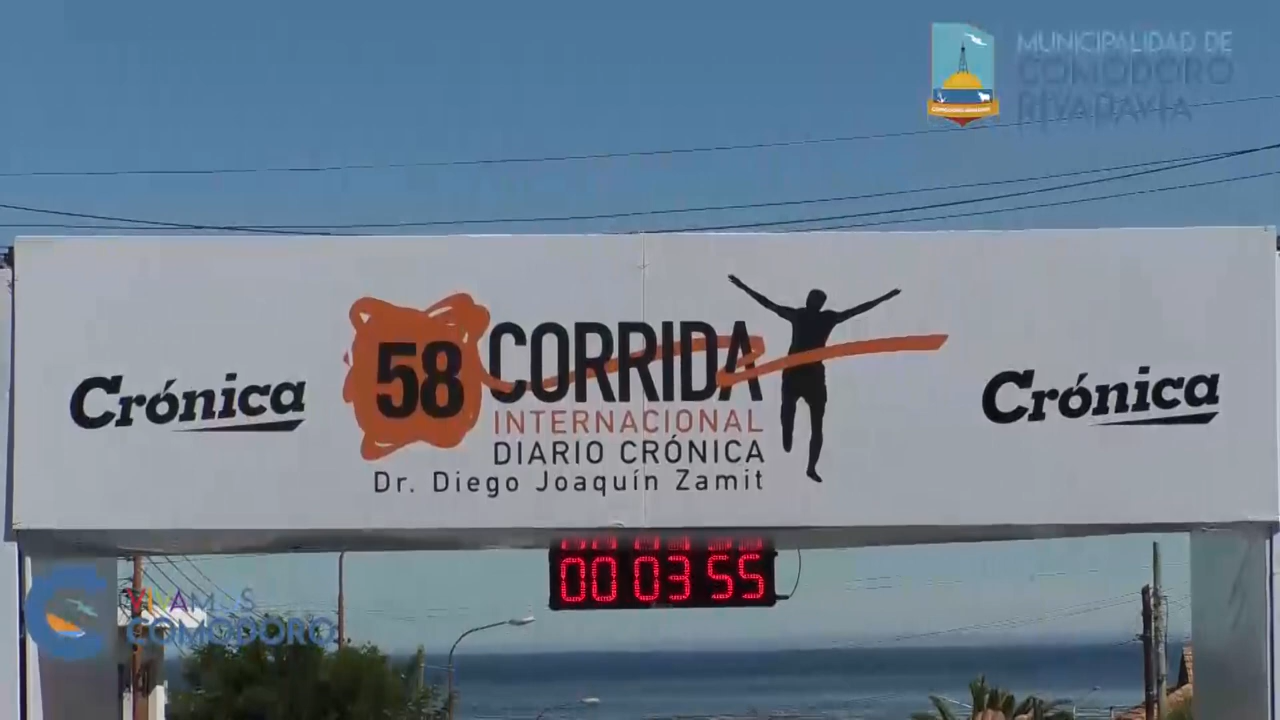 MUNICIPALIDAD DE
COMODORO
RIVADAVIA
Crónica
58
CORRIDA
INTERNACIONAL
DIARIO CRÓNICA
Dr. Diego Joaquín Zamit
Crónica
00 03 55
VIVAMOS
COMODORO